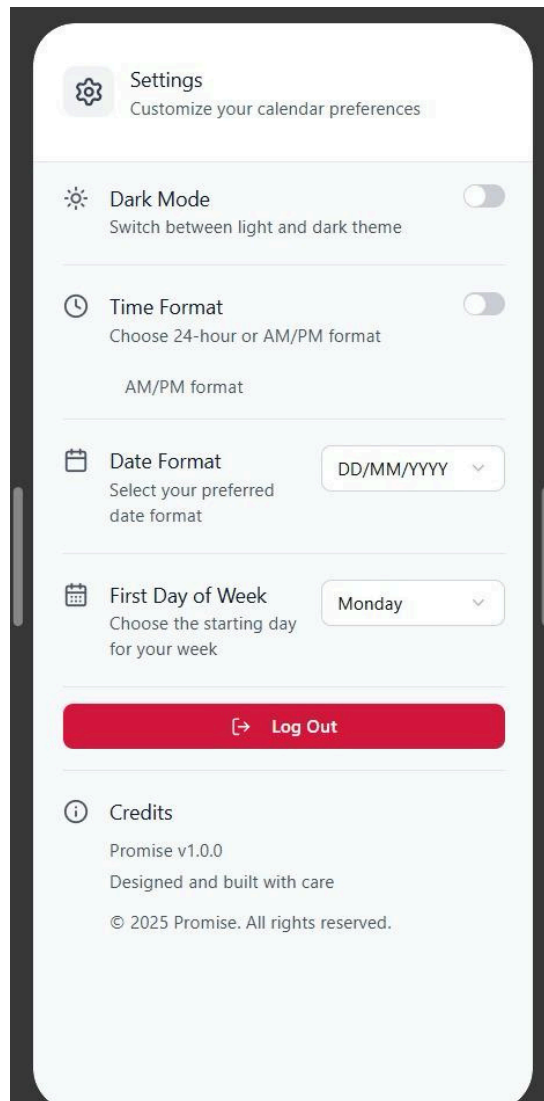 Settings
Customize your calendar preferences
Dark Mode
Switch between light and dark theme
Time Format
Choose 24-hour or AM/PM format
AM/PM format
Date Format
Select your preferred
date format
DD/MM/YYYY
First Day of Week
Choose the starting day
for your week
Monday
Log Out
Credits
Promise v1.0.0
Designed and built with care
© 2025 Promise. All rights reserved.